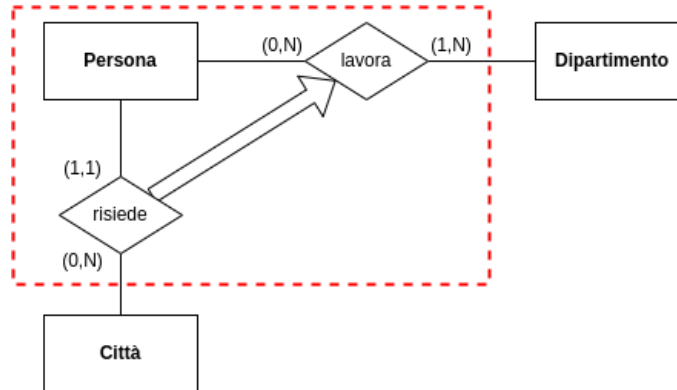 (0,N)
(1,N)
Persona
lavora
Dipartimento
(1,1)
risiede
(0,N)
Città